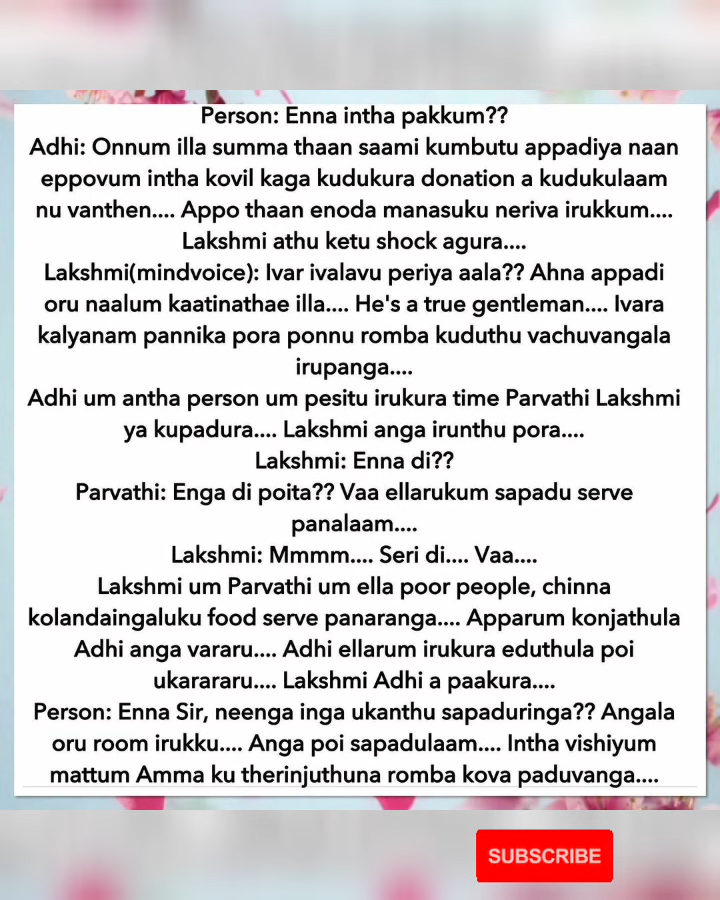 Person: Enna intha pakkum??
Adhi: Onnum illa summa thaan saami kumbutu appadiya naan
eppovum intha kovil kaga kudukura donation a kudukulaam
nu vanthen.... Appo thaan enoda manasuku neriva irukkum....
Lakshmi athu ketu shock agura....
Lakshmi(mindvoice): Ivar ivalavu periya aala?? Ahna appadi
oru naalum kaatinathae illa.... He's a true gentleman.... Ivara
kalyanam pannika pora ponnu romba kuduthu vachuvangala
irupanga....
Adhi um antha person um pesitu irukura time Parvathi Lakshmi
ya kupadura.... Lakshmi anga irunthu pora....
Lakshmi: Enna di??
Parvathi: Enga di poita?? Vaa ellarukum sapadu serve
panalaam....
Lakshmi: Mmmm.... Seri di.... Vaa....
Lakshmi um Parvathi um ella poor people, chinna
kolandaingaluku food serve panaranga.... Apparum konjathula
Adhi anga vararu.... Adhi ellarum irukura eduthula poi
ukarararu.... Lakshmi Adhi a paakura....
Person: Enna Sir, neenga inga ukanthu sapaduringa?? Angala
oru room irukku.... Anga poi sapadulaam.... Intha vishiyum
mattum Amma ku therinjuthuna romba kova paduvanga....
SUBSCRIBE